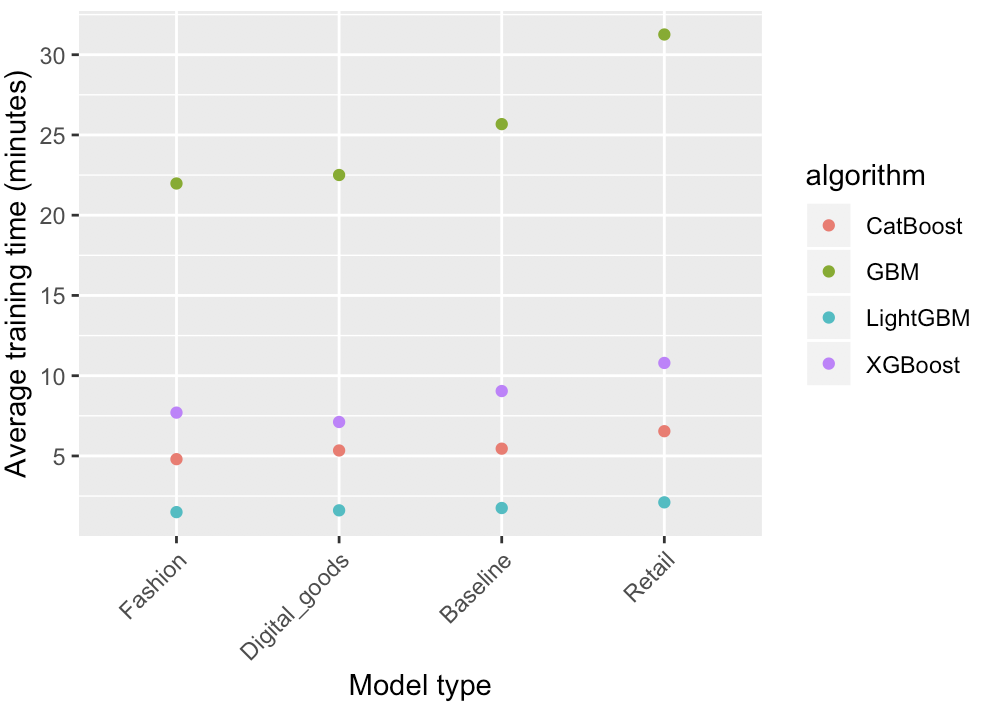 Average training time (minutes)
30
25
20
15
10
5
Fashion
Digital_goods
Baseline
Retail
Model type
algorithm
CatBoost
GBM
LightGBM
XGBoost